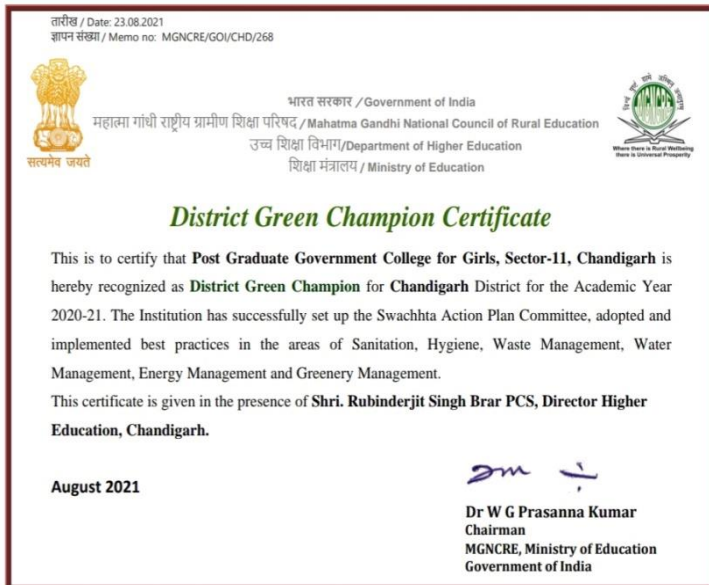 तारीख / Date: 23.08.2021
ज्ञापन संख्या / Memo no: MGNCRE/GOI/CHD/268
सत्यमेव जयते
भारत सरकार /Government of India
महात्मा गांधी राष्ट्रीय ग्रामीण शिक्षा परिषद /Mahatma Gandhi National Council of Rural Education
उच्च शिक्षा विभाग/Department of Higher Education
शिक्षा मंत्रालय / Ministry of Education
MGNCRE
Where there is Rural Wellbeing
there is Universal Prosperity
District Green Champion Certificate
This is to certify that Post Graduate Government College for Girls, Sector-11, Chandigarh is
hereby recognized as District Green Champion for Chandigarh District for the Academic Year
2020-21. The Institution has successfully set up the Swachhta Action Plan Committee, adopted and
implemented best practices in the areas of Sanitation, Hygiene, Waste Management, Water
Management, Energy Management and Greenery Management.
This certificate is given in the presence of Shri. Rubinderjit Singh Brar PCS, Director Higher
Education, Chandigarh.
August 2021
Dr W G Prasanna Kumar
Chairman
MGNCRE, Ministry of Education
Government of India